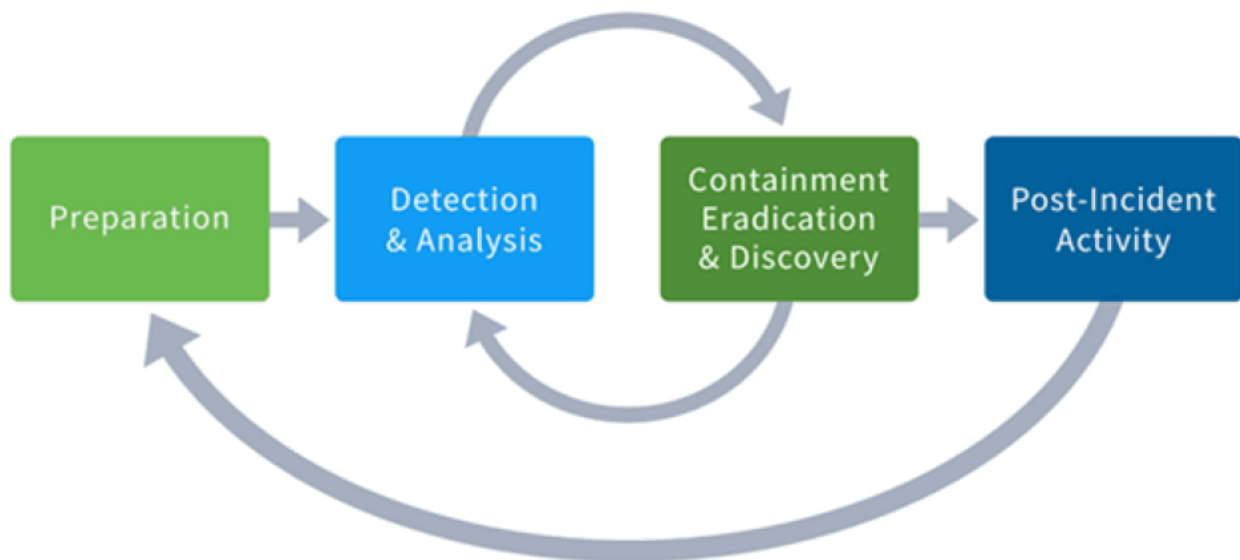 Preparation
Detection
& Analysis
Containment
Eradication
& Discovery
Post-Incident
Activity